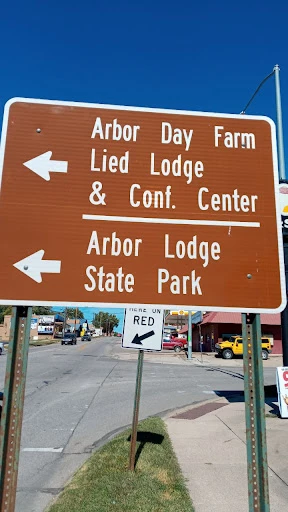 Arbor Day Farm
Lied Lodge
& Conf. Center
Arbor Lodge
State Park
HERE ON
RED